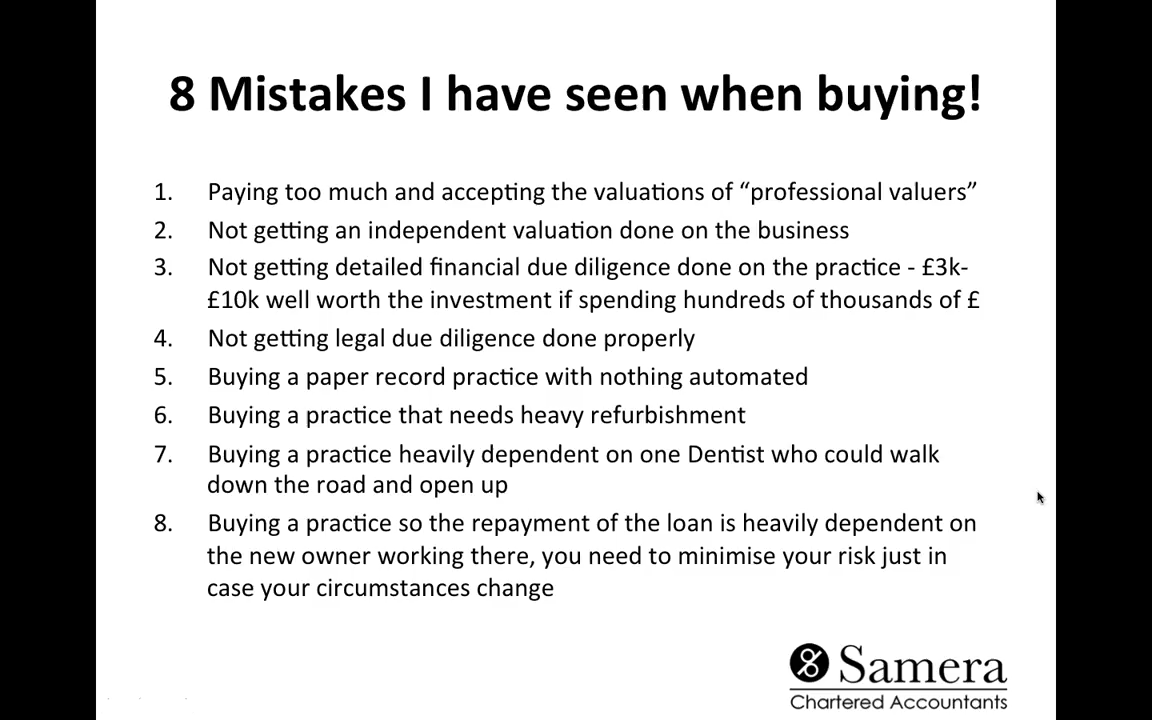 8 Mistakes I have seen when buying!
1. Paying too much and accepting the valuations of “professional valuers”
2. Not getting an independent valuation done on the business
3. Not getting detailed financial due diligence done on the practice - £3k-
£10k well worth the investment if spending hundreds of thousands of £
4. Not getting legal due diligence done properly
5. Buying a paper record practice with nothing automated
6. Buying a practice that needs heavy refurbishment
7. Buying a practice heavily dependent on one Dentist who could walk
down the road and open up
8. Buying a practice so the repayment of the loan is heavily dependent on
the new owner working there, you need to minimise your risk just in
case your circumstances change
Samera
Chartered Accountants